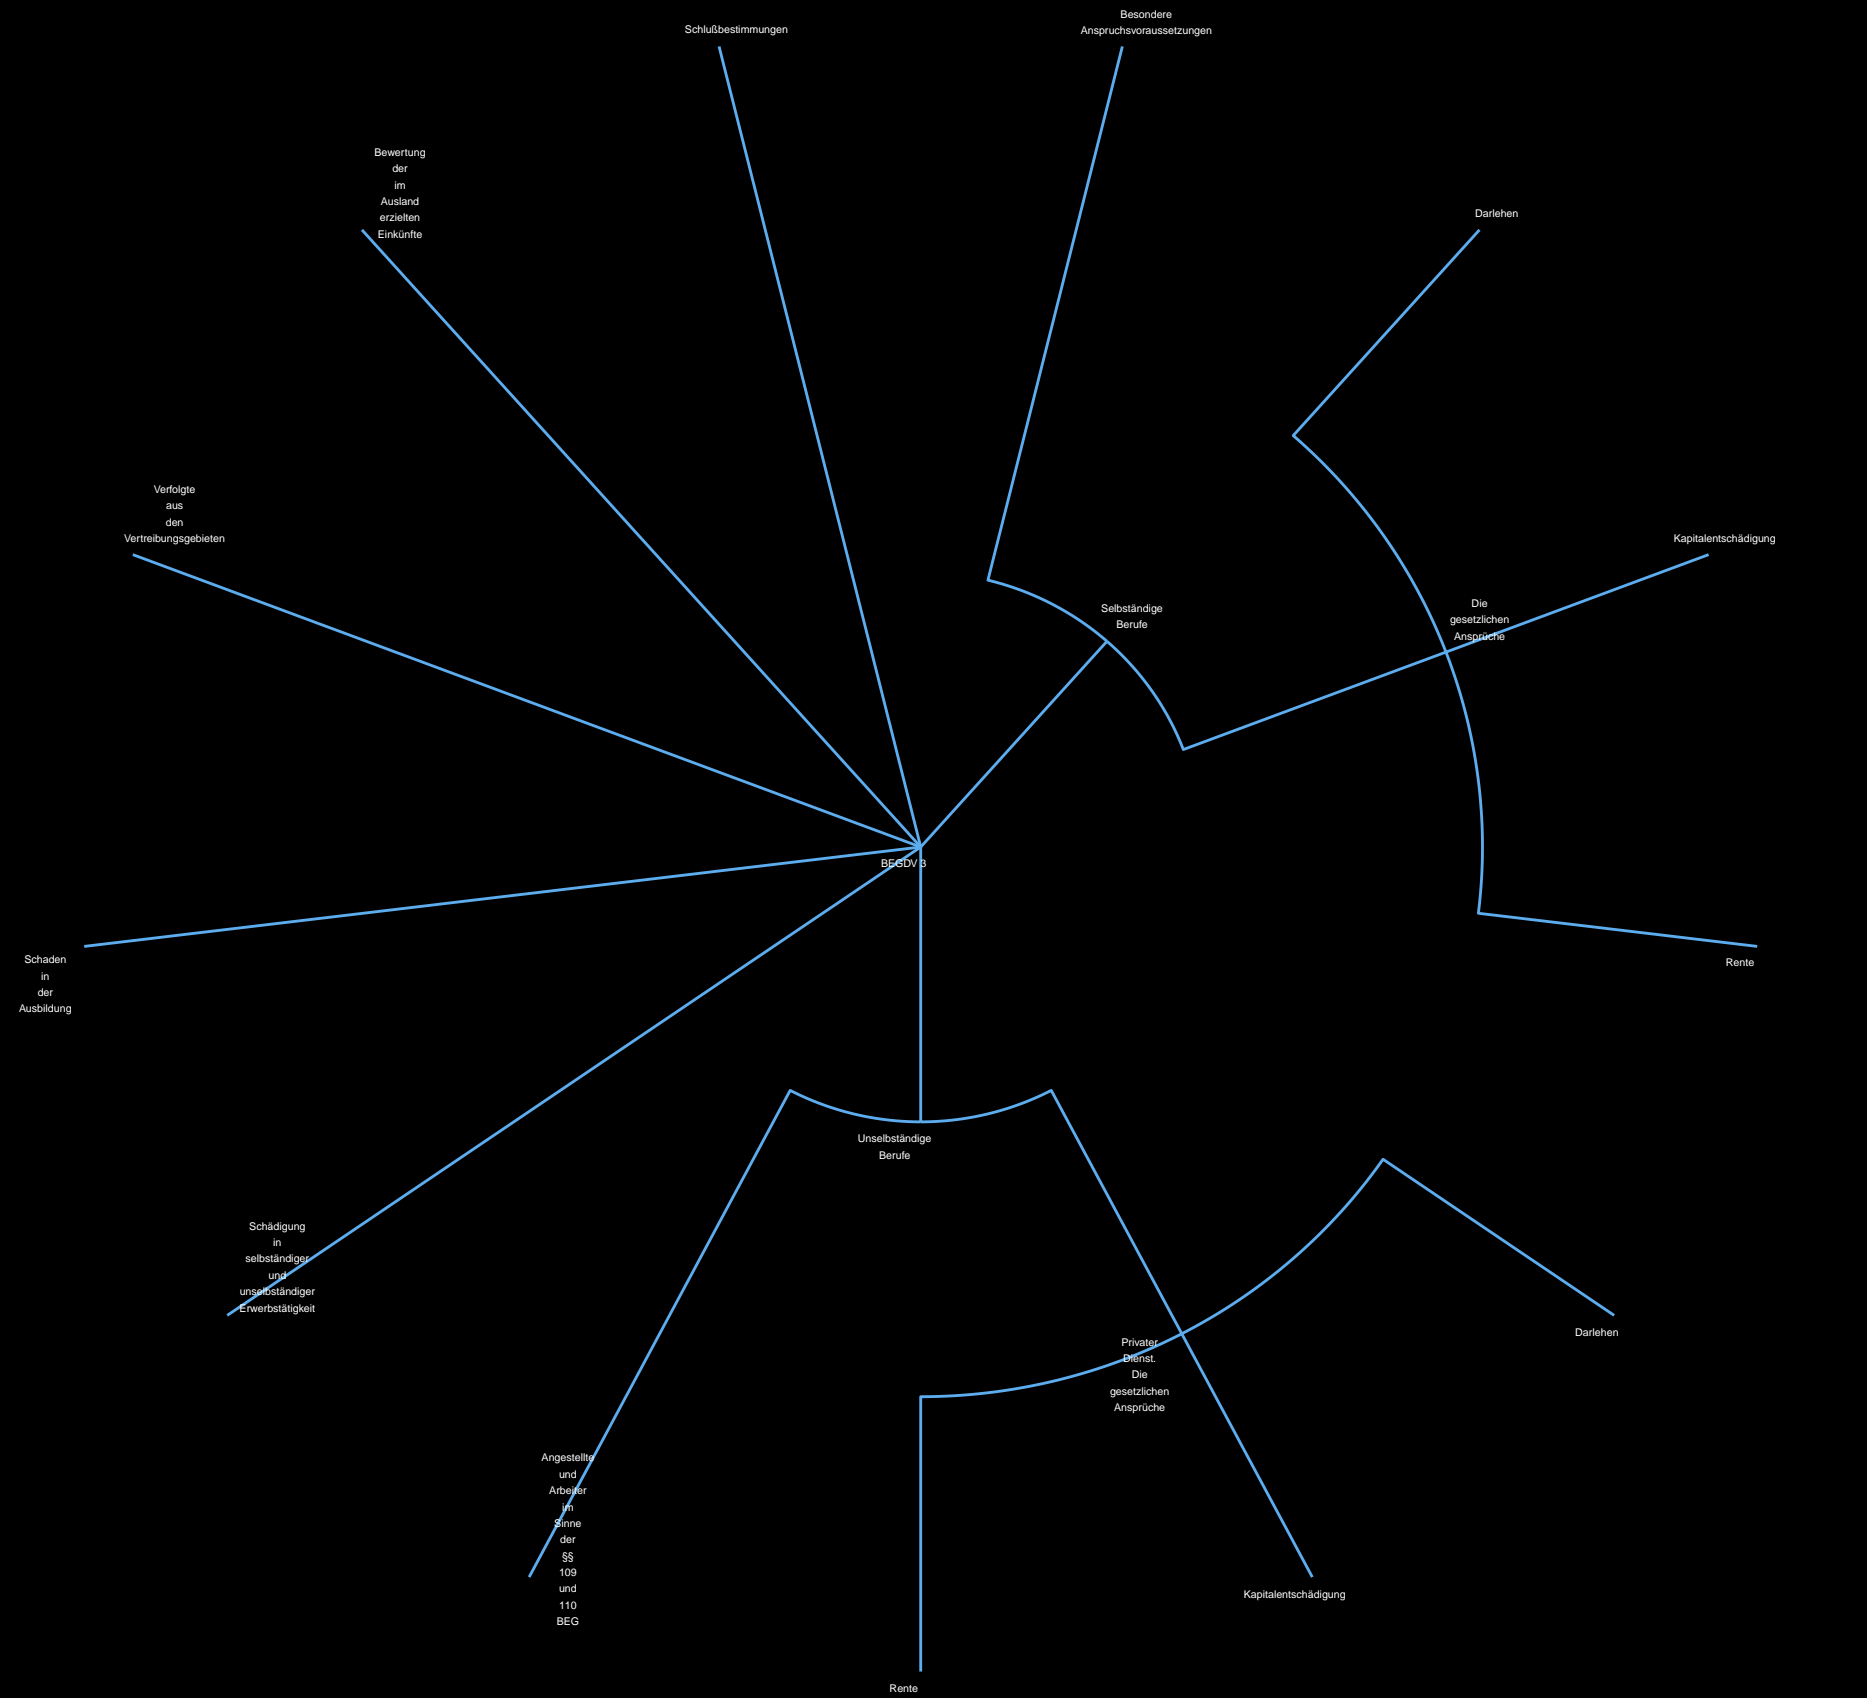 Besondere
Anspruchsvoraussetzungen
Schlußbestimmungen
Bewertung
der
im
Ausland
erzielten
Einkünfte
Darlehen
Verfolgte
aus
den
Vertreibungsgebieten
Kapitalentschädigung
Die
gesetzlichen
Ansprüche
Selbständige
Berufe
BEGDV 3
Schaden
in
der
Ausbildung
Rente
Unselbständige
Berufe
Schädigung
in
selbständiger
und
unselbständiger
Erwerbstätigkeit
Darlehen
Privater
Dienst.
Die
gesetzlichen
Ansprüche
Angestellte
und
Arbeiter
im
Sinne
der
§§
109
und
110
BEG
Kapitalentschädigung
Rente